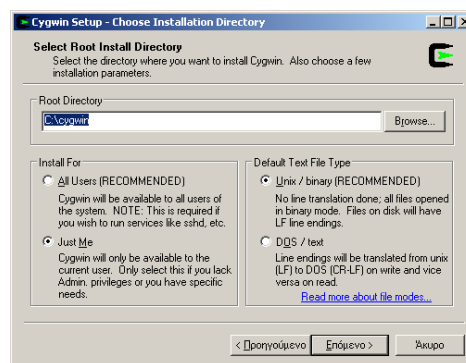 Cygwin Setup - Choose Installation Directory
Select Root Install Directory
Select the directory where you want to install Cygwin. Also choose a few
installation parameters.
Root Directory
C:\cygwin
Browse...
Install For
All Users (RECOMMENDED)
Cygwin will be available to all users of
the system. NOTE: This is required if
you wish to run services like sshd, etc.
Just Me
Cygwin will only be available to the
current user. Only select this if you lack
Admin. privileges or you have specific
needs.
Default Text File Type
Unix / binary (RECOMMENDED)
No line translation done; all files opened
in binary mode. Files on disk will have
LF line endings.
DOS / text
Line endings will be translated from unix
(LF) to DOS (CR-LF) on write and vice
versa on read.
Read more about file modes...
< Προηγούμενο
Επόμενο >
Άκυρο